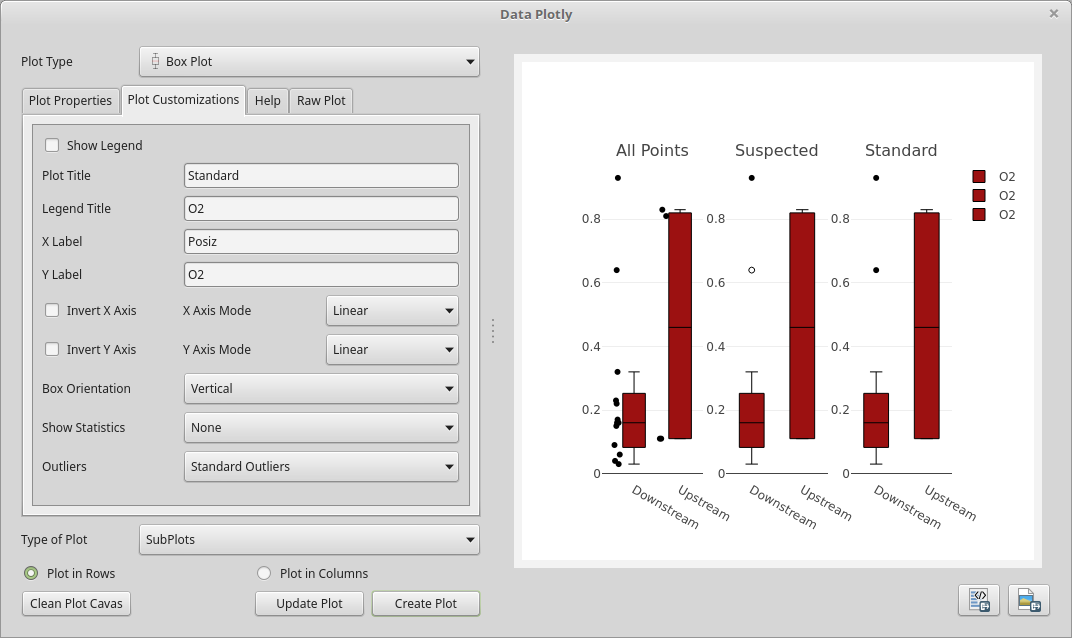 Data Plotly
Plot Type
Box Plot
Plot Properties
Plot Customizations
Help
Raw Plot
Show Legend
Plot Title
Standard
Legend Title
O2
X Label
Posiz
Y Label
O2
Invert X Axis
X Axis Mode
Linear
Invert Y Axis
Y Axis Mode
Linear
Box Orientation
Vertical
Show Statistics
None
Outliers
Standard Outliers
Type of Plot
SubPlots
Plot in Rows
Plot in Columns
Clean Plot Cavas
Update Plot
Create Plot
All Points
Suspected
Standard
O2
O2
O2
0.8
0.6
0.4
0.2
0
Downstream
Upstream
0.8
0.6
0.4
0.2
0
Downstream
Upstream
0.8
0.6
0.4
0.2
0
Downstream
Upstream